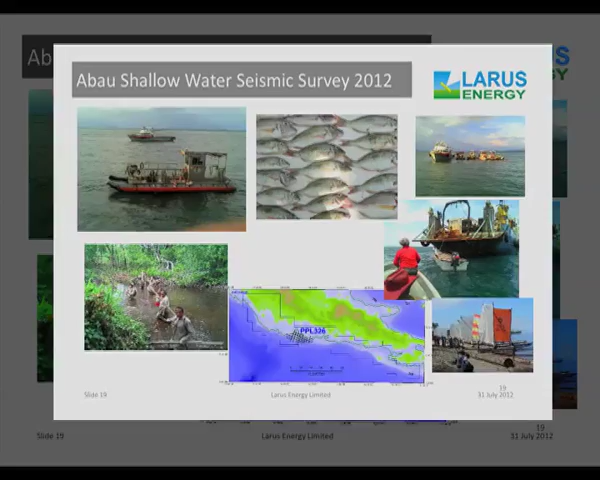 Abau Shallow Water Seismic Survey 2012
LARUS
ENERGY
PPL326
Slide 19
Larus Energy Limited
19
31 July 2012
Slide 19
Larus Energy Limited
19
31 July 2012